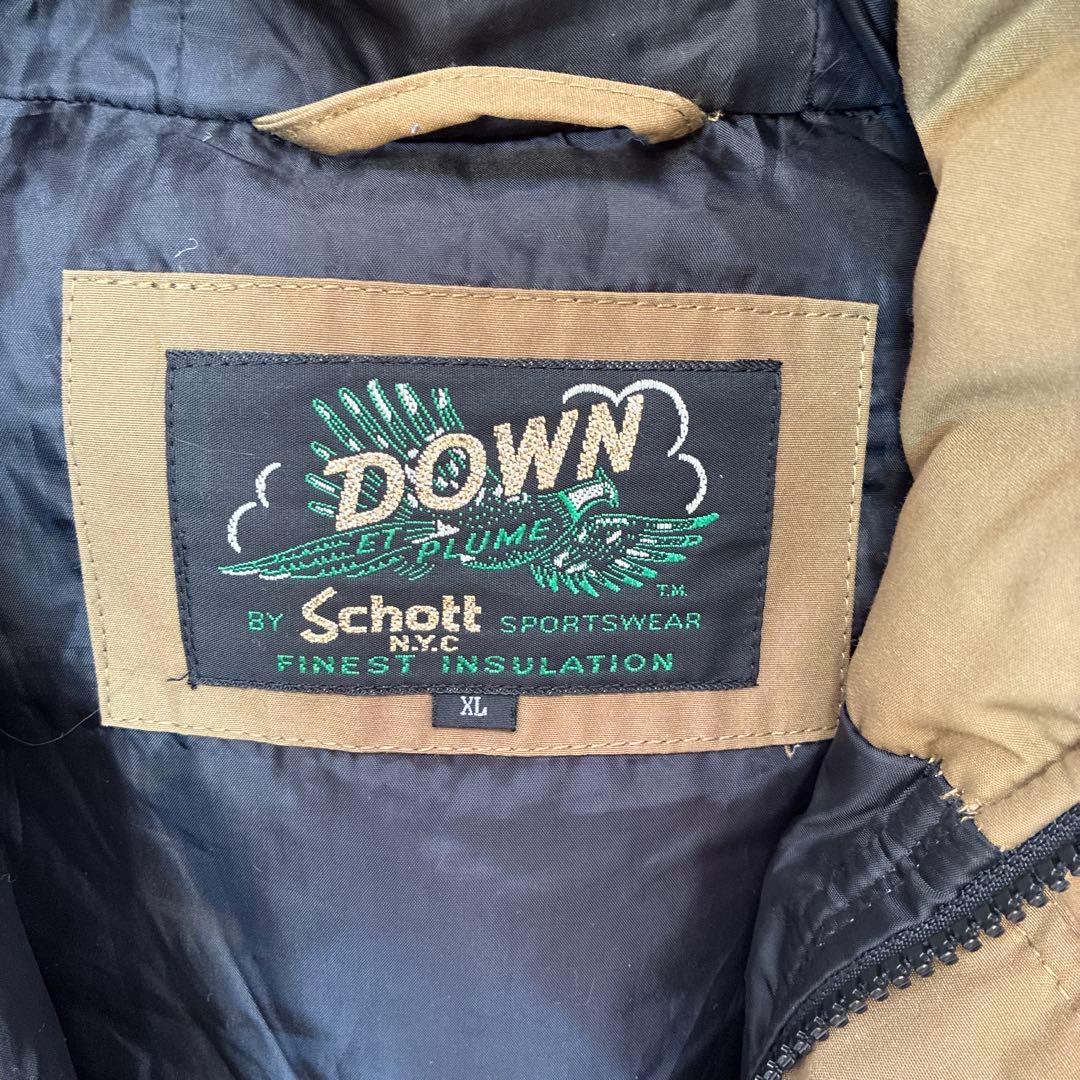 DOWN
ET PLUME
T.M.
BY Schott SPORTSWEAR
N.Y.C
FINEST INSULATION
XL